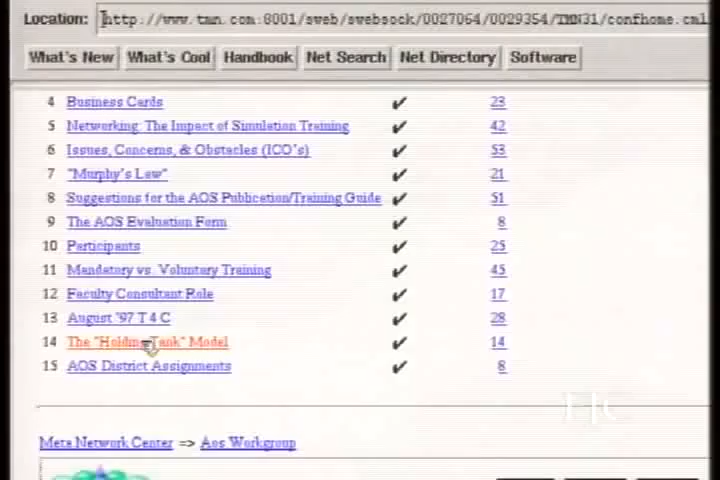 Location: http://www.tmn.com:8001/sweb/swebsock/0027064/0029354/TMN31/confhome.cml
What's New What's Cool Handbook Net Search Net Directory Software
4 Business Cards ✔ 23
5 Networking: The Impact of Simulation Training ✔ 42
6 Issues, Concerns, & Obstacles (ICO's) ✔ 53
7 "Murphy's Law" ✔ 21
8 Suggestions for the AOS Publication/Training Guide ✔ 51
9 The AOS Evaluation Form ✔ 8
10 Participants ✔ 25
11 Mandatory vs. Voluntary Training ✔ 45
12 Faculty Consultant Role ✔ 17
13 August '97 T 4 C ✔ 28
14 The "Holding Tank" Model ✔ 14
15 AOS District Assignments ✔ 8
Meta Network Center => Aos Workgroup